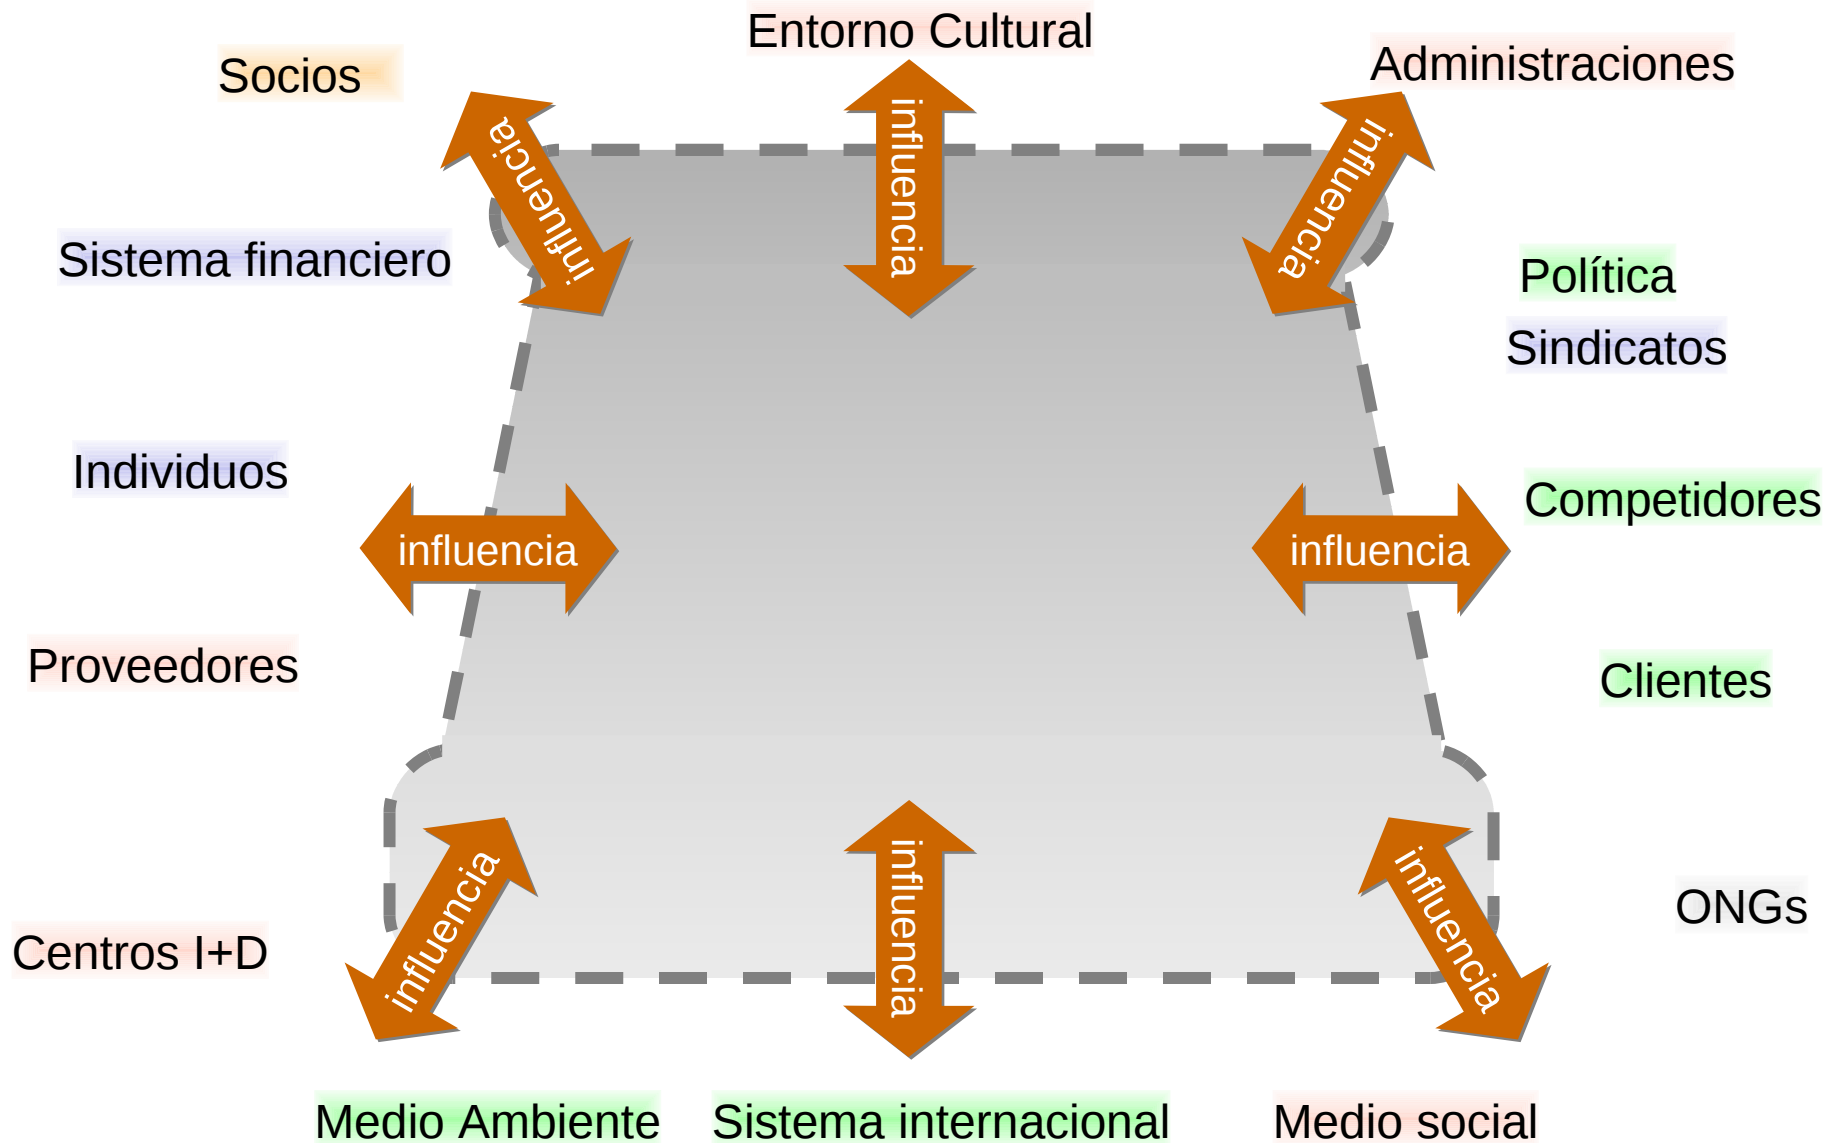 Entorno Cultural
Socios
Administraciones
influencia
influencia
influencia
Sistema financiero
Política
Sindicatos
Individuos
Competidores
influencia
influencia
Proveedores
Clientes
influencia
influencia
influencia
ONGs
Centros I+D
Medio Ambiente
Sistema internacional
Medio social